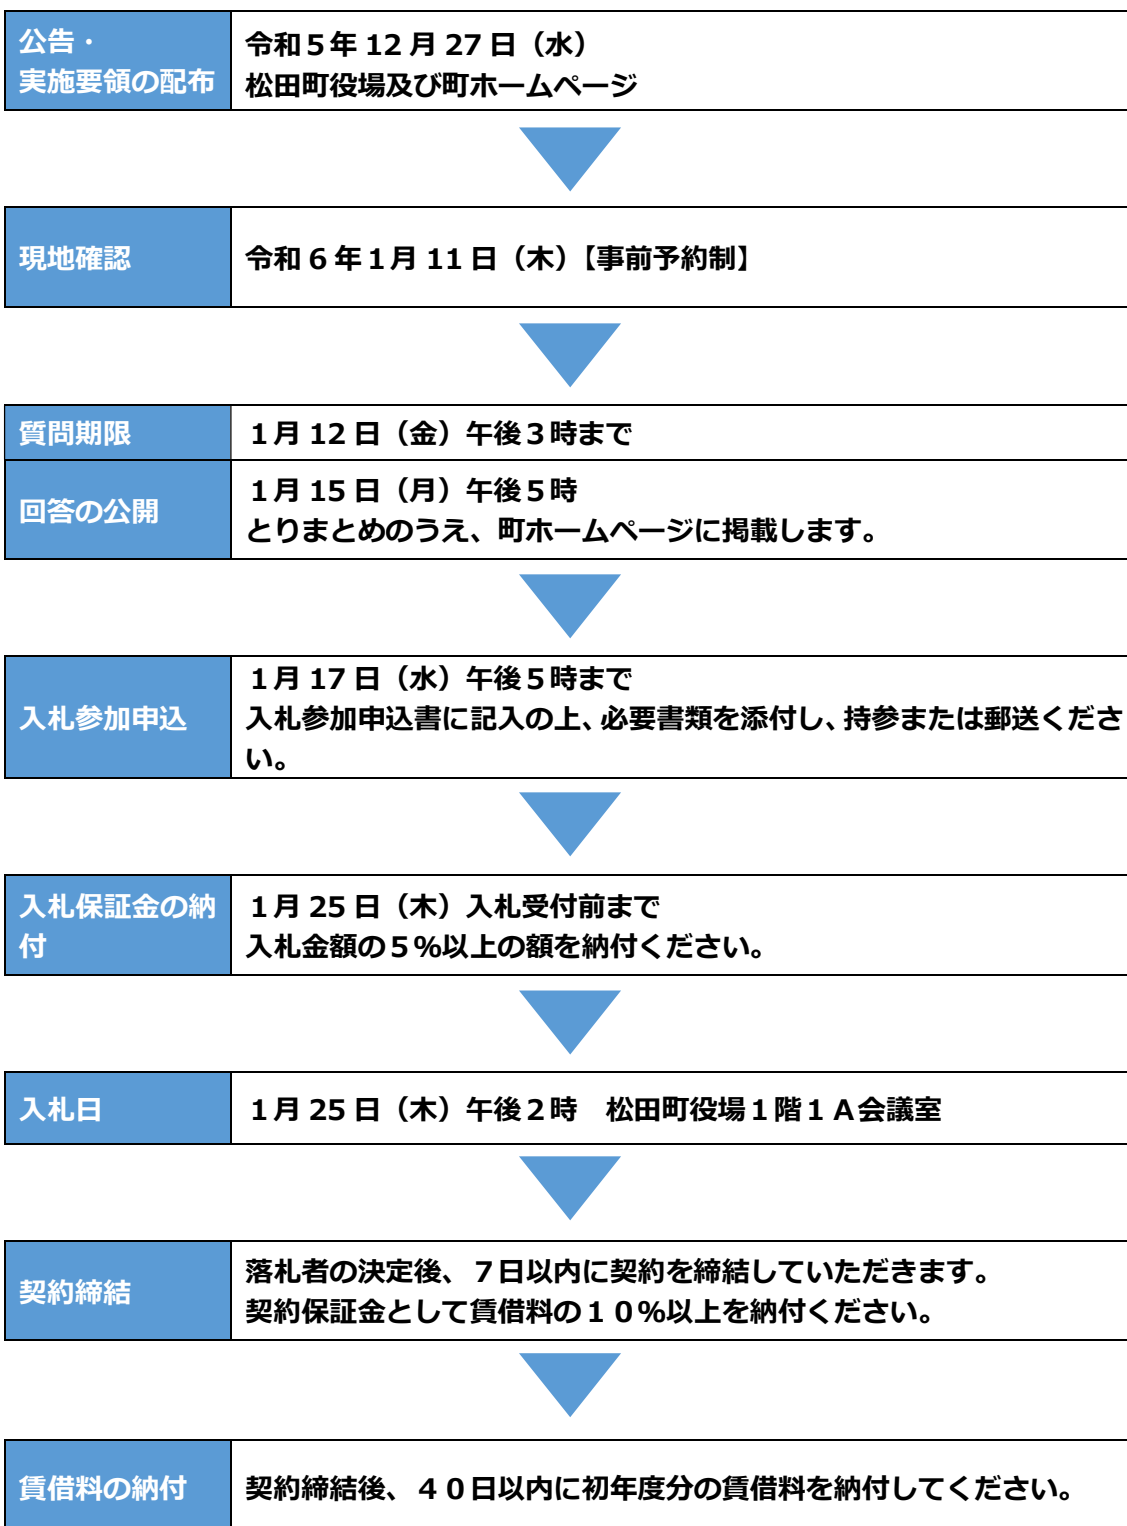 公告・
実施要領の配布
令和５年 12 月 27 日（水）
松田町役場及び町ホームページ
現地確認
令和６年１月 11 日（木）【事前予約制】
質問期限
１月 12 日（金）午後３時まで
回答の公開
１月 15 日（月）午後５時
とりまとめのうえ、町ホームページに掲載します。
入札参加申込
１月 17 日（水）午後５時まで
入札参加申込書に記入の上、必要書類を添付し、持参または郵送くださ
い。
入札保証金の納
付
１月 25 日（木）入札受付前まで
入札金額の５％以上の額を納付ください。
入札日
１月 25 日（木）午後２時　松田町役場１階１Ａ会議室
契約締結
落札者の決定後、７日以内に契約を締結していただきます。
契約保証金として賃借料の１０％以上を納付ください。
賃借料の納付
契約締結後、４０日以内に初年度分の賃借料を納付してください。